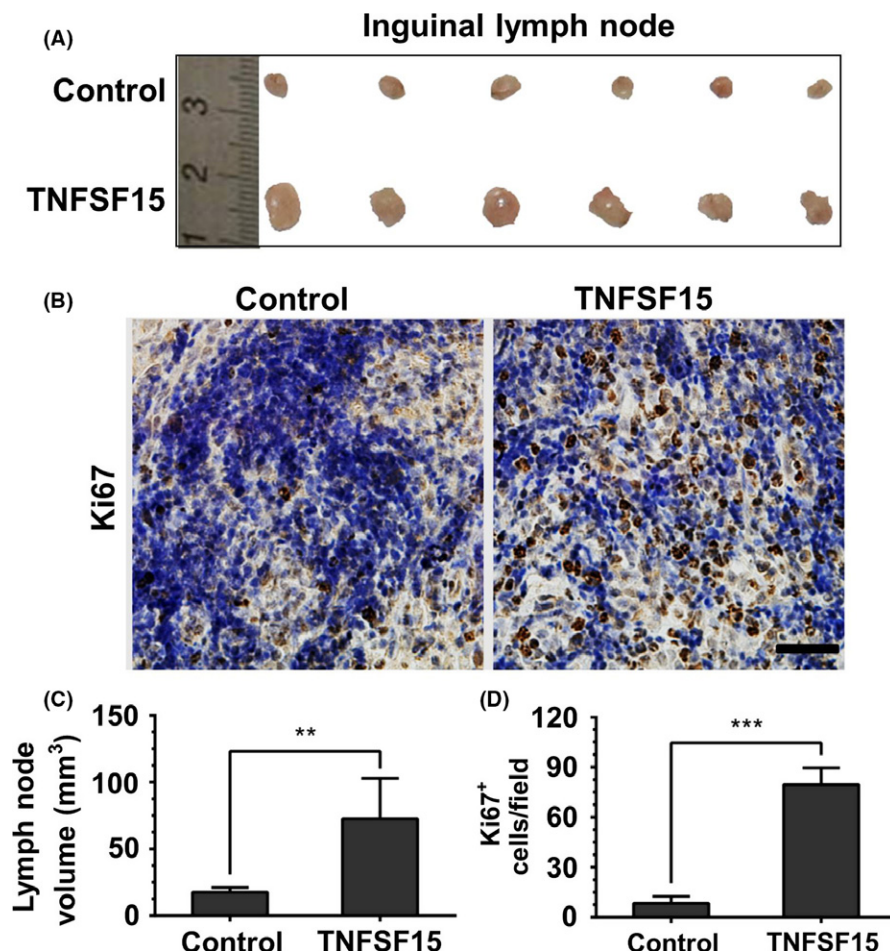 (A)
Inguinal lymph node
Control
TNFSF15
3
2
1
(B)
Control
TNFSF15
Ki67
(C)
Lymph node
volume (mm³)
150
100
50
0
**
Control
TNFSF15
(D)
Ki67⁺
cells/field
120
90
60
30
0
***
Control
TNFSF15